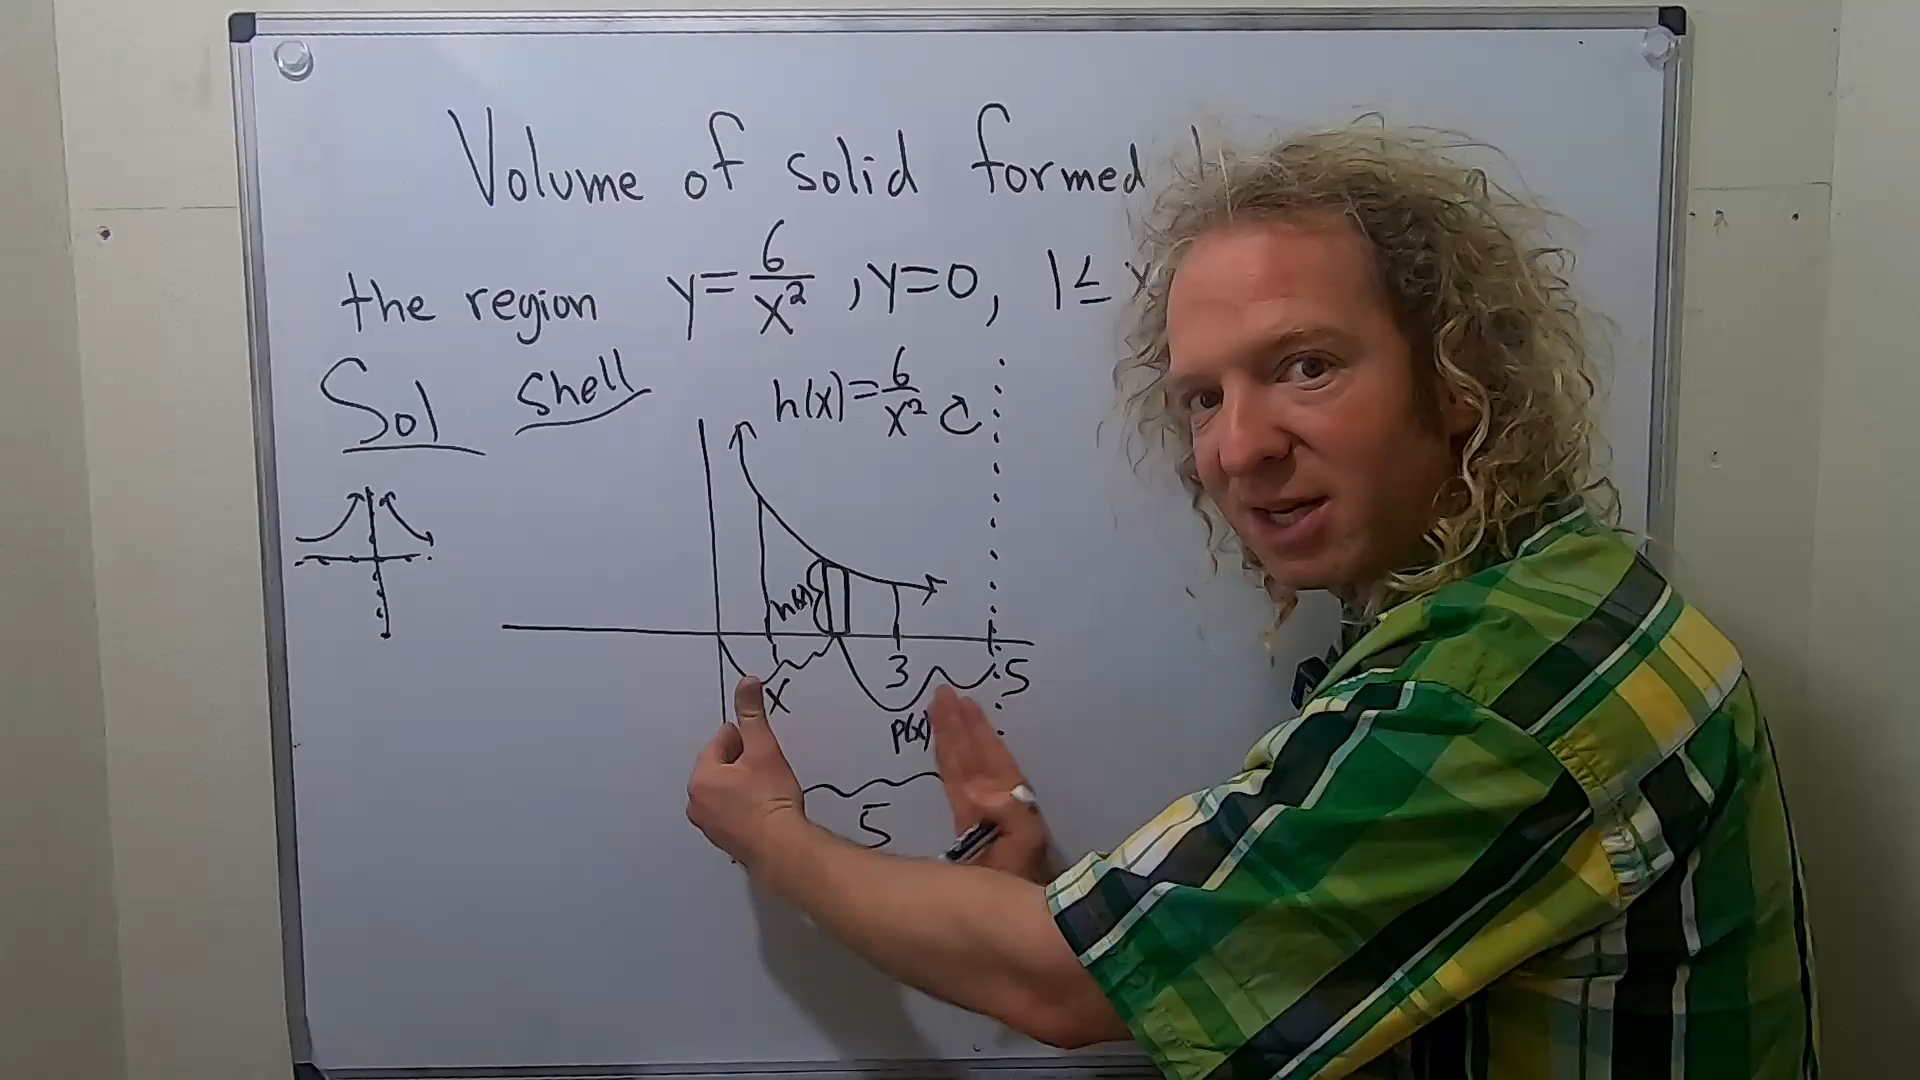 Volume of solid formed
the region y=6/x², y=0, 1≤
Sol shell h(x)=6/x²
h(x)
3
5
x
p(x)
5